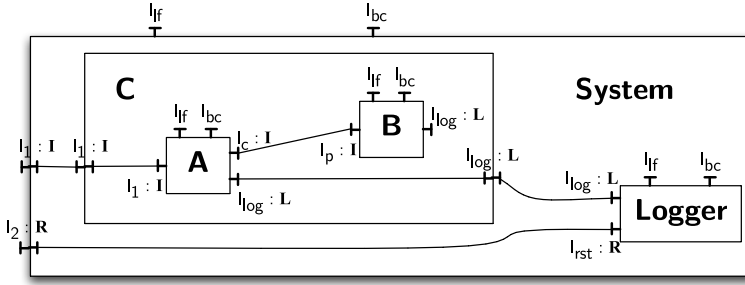 I_lf
I_bc
C
System
I_lf
I_bc
B
I_log : L
I_lf
I_bc
I_c : I
I_p : I
I_1 : I
I_1 : I
A
I_log : L
I_1 : I
I_log : L
I_log : L
I_lf
I_bc
Logger
I_2 : R
I_rst : R